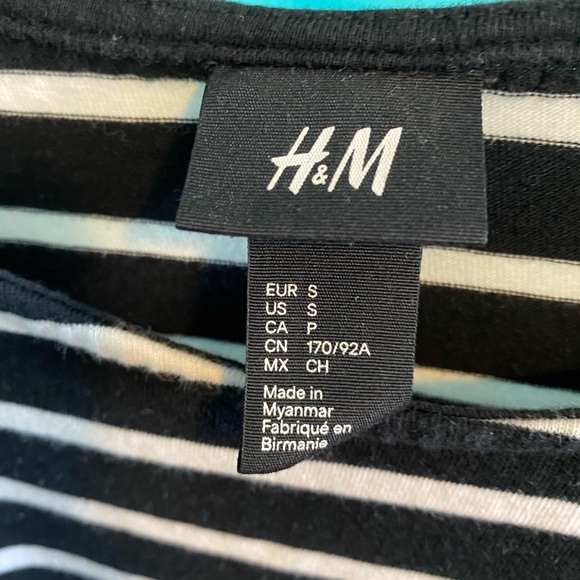 H&M
EUR S
US S
CA P
CN 170/92A
MX CH
Made in
Myanmar
Fabriqué en
Birmanie